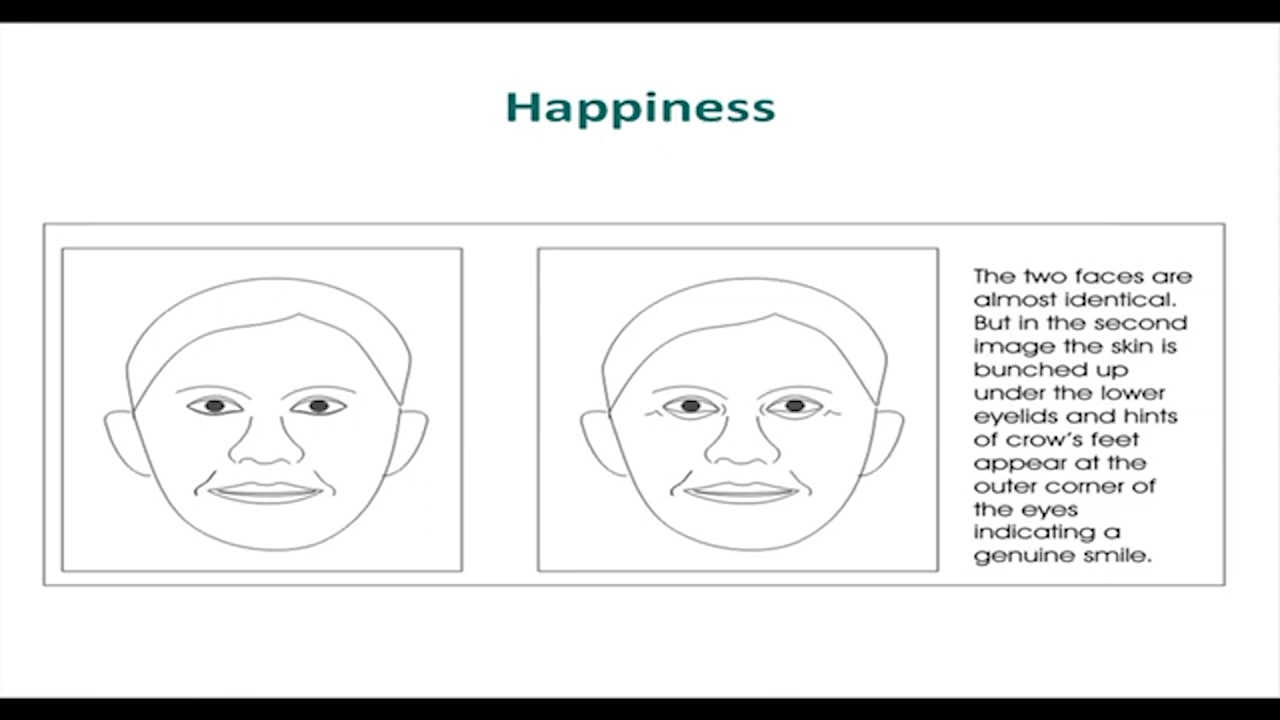 Happiness
The two faces are
almost identical.
But in the second
image the skin is
bunched up
under the lower
eyelids and hints
of crow's feet
appear at the
outer corner of
the eyes
indicating a
genuine smile.